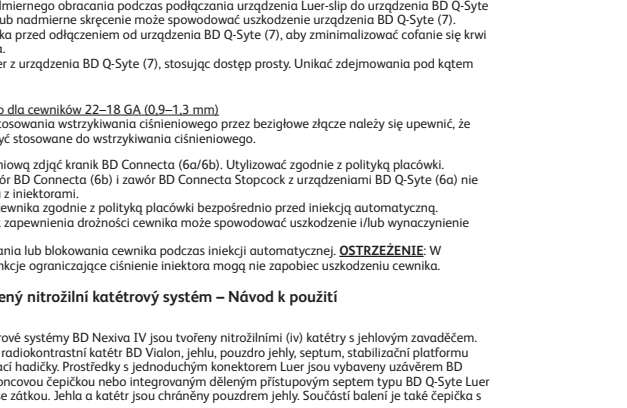 dmiernego obracania podczas podłączania urządzenia Luer-slip do urządzenia BD Q-Syte
ub nadmierne skręcenie może spowodować uszkodzenie urządzenia BD Q-Syte (7).
ka przed odłączeniem od urządzenia BD Q-Syte (7), aby zminimalizować cofanie się krwi
a.
er z urządzenia BD Q-Syte (7), stosując dostęp prosty. Unikać zdejmowania pod kątem
o dla cewników 22–18 GA (0,9–1,3 mm)
tosowania wstrzykiwania ciśnieniowego przez bezigłowe złącze należy się upewnić, że
yć stosowane do wstrzykiwania ciśnieniowego.
niową zdjąć kranik BD Connecta (6a/6b). Utylizować zgodnie z polityką placówki.
ór BD Connecta (6b) i zawór BD Connecta Stopcock z urządzeniami BD Q-Syte (6a) nie
z iniektorami.
ewnika zgodnie z polityką placówki bezpośrednio przed iniekcją automatyczną.
k zapewnienia drożności cewnika może spowodować uszkodzenie i/lub wynaczynienie
ania lub blokowania cewnika podczas iniekcji automatycznej. OSTRZEŻENIE: W
nkcje ograniczające ciśnienie iniektora mogą nie zapobiec uszkodzeniu cewnika.
ený nitrožilní katétrový systém – Návod k použití
rové systémy BD Nexiva IV jsou tvořeny nitrožilními (iv) katétry s jehlovým zavaděčem.
radiokontrastní katétr BD Vialon, jehlu, pouzdro jehly, septum, stabilizační platformu
ací hadičky. Prostředky s jednoduchým konektorem Luer jsou vybaveny uzávěrem BD
oncovou čepičkou nebo integrovaným děleným přístupovým septem typu BD Q-Syte Luer
se zátkou. Jehla a katétr jsou chráněny pouzdrem jehly. Součástí balení je také čepička s